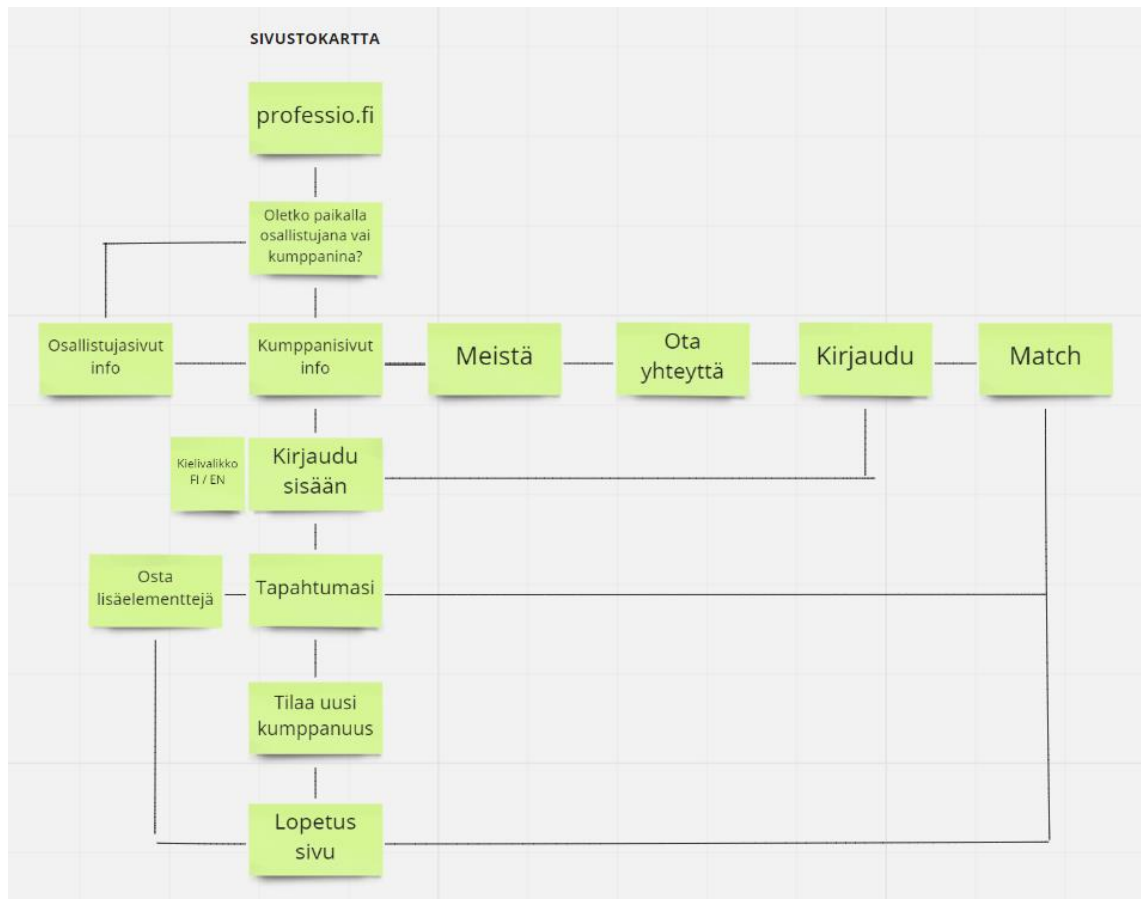 SIVUSTOKARTTA
professio.fi
Oletko paikalla
osallistujana vai
kumppanina?
Osallistujasivut
info
Kumppanisivut
info
Meistä
Ota
yhteyttä
Kirjaudu
Match
Kielivalikko
FI / EN
Kirjaudu
sisään
Osta
lisäelementtejä
Tapahtumasi
Tilaa uusi
kumppanuus
Lopetus
sivu